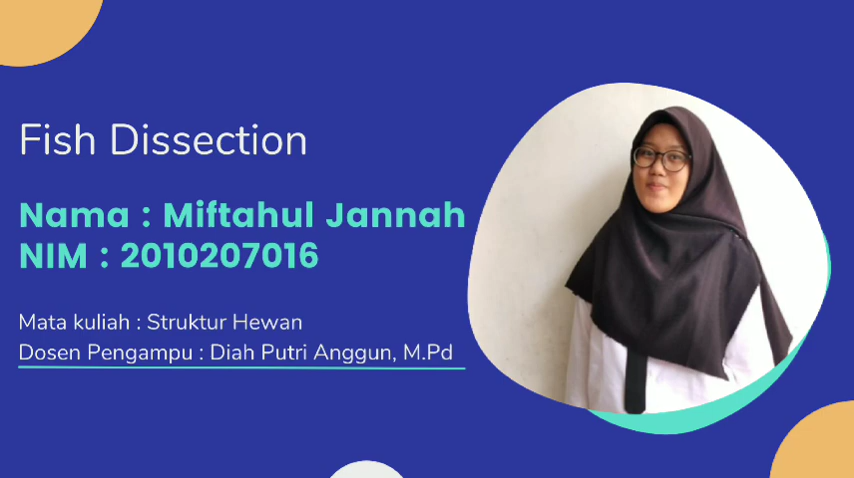 Fish Dissection
Nama : Miftahul Jannah
NIM : 2010207016
Mata kuliah : Struktur Hewan
Dosen Pengampu : Diah Putri Anggun, M.Pd